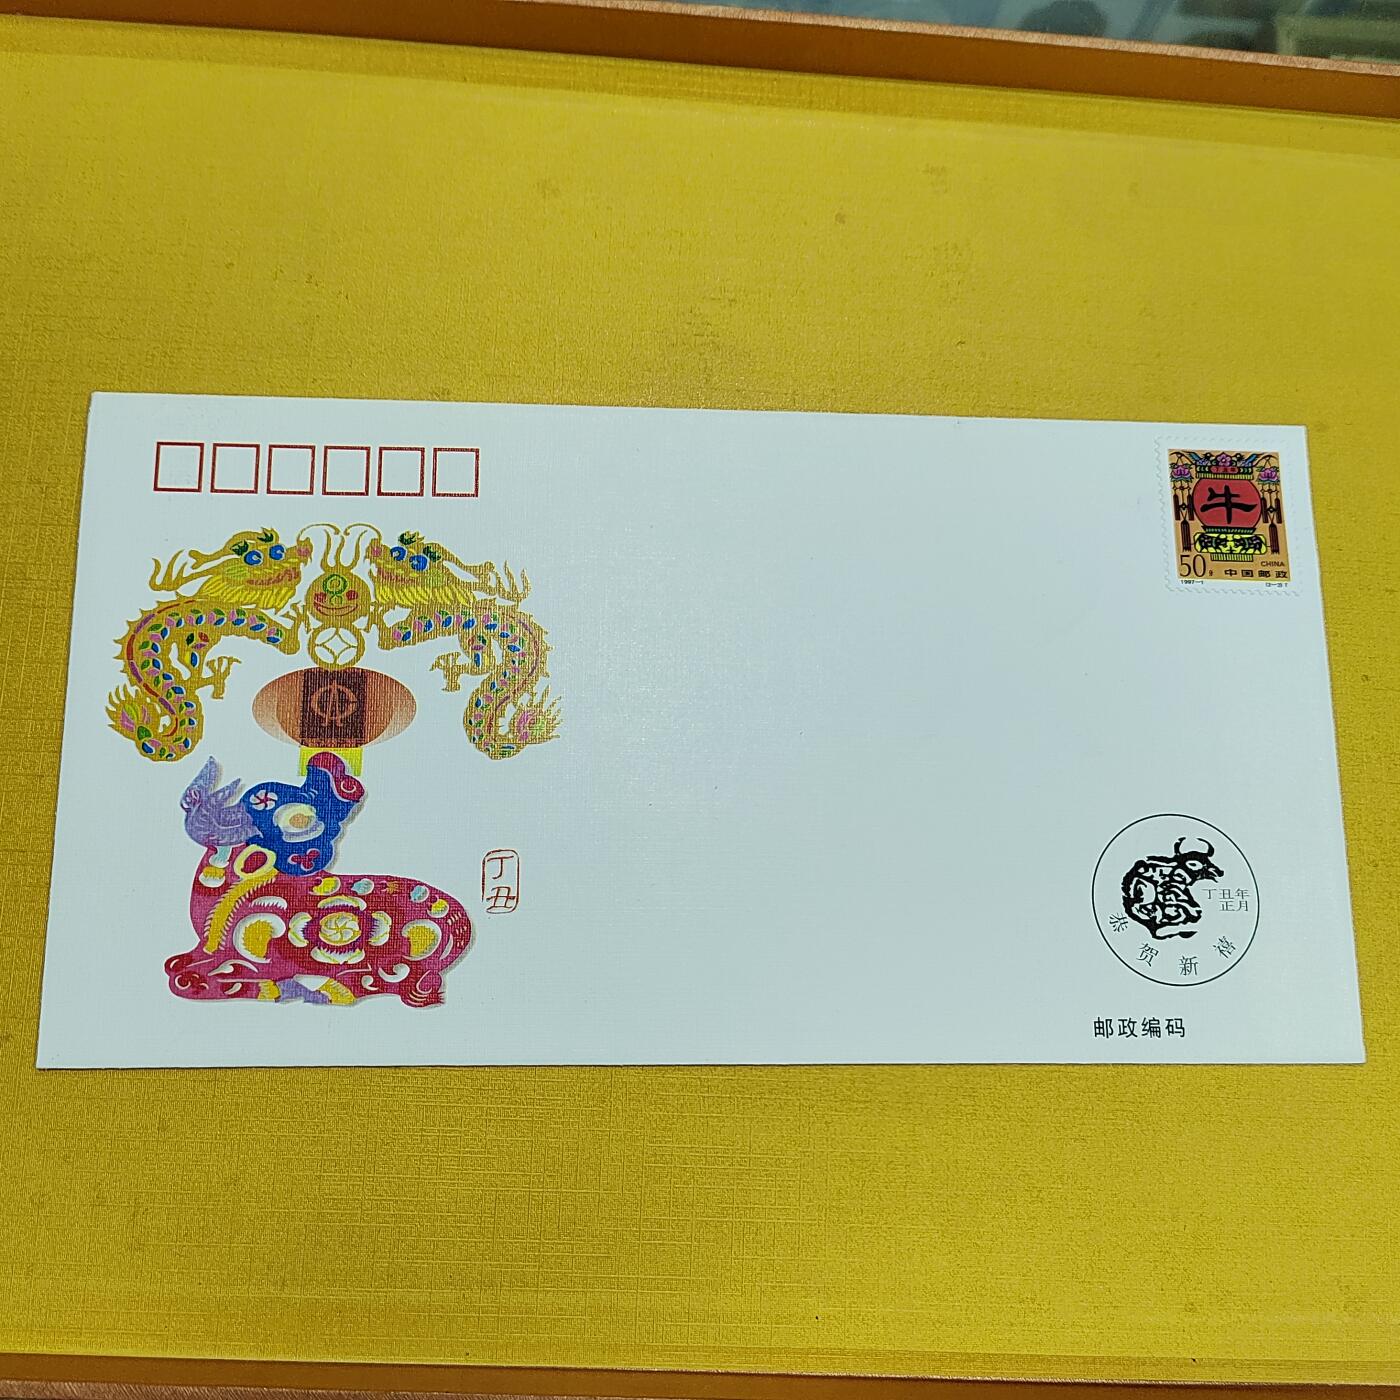 牛
50分
CHINA
中国邮政
1997-1
(2-2)T
丁丑
丁丑年
正月
恭贺新禧
邮政编码